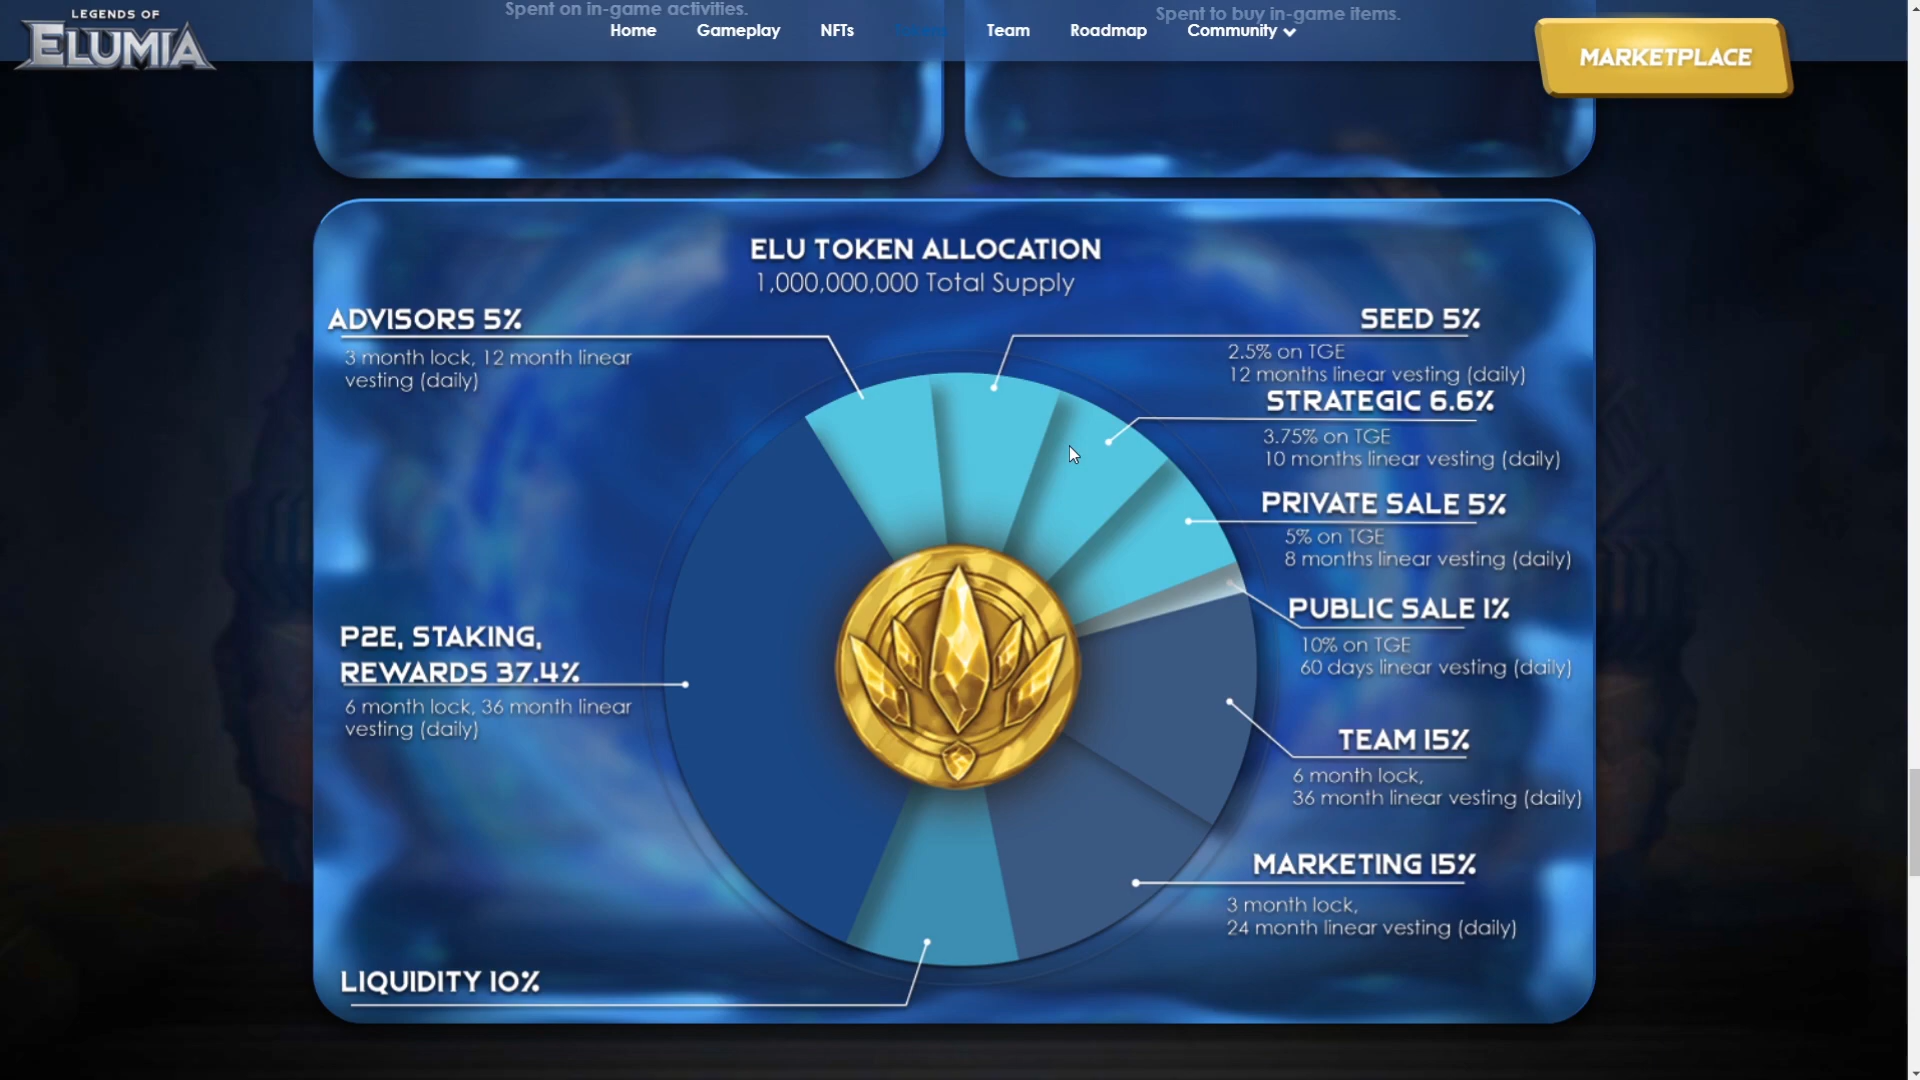 Spent on in-game activities.
Spent to buy in-game items.
LEGENDS OF
ELUMIA
Home
Gameplay
NFTs
Team
Roadmap
Community
MARKETPLACE
ELU TOKEN ALLOCATION
1,000,000,000 Total Supply
ADVISORS 5%
3 month lock, 12 month linear
vesting (daily)
SEED 5%
2.5% on TGE
12 months linear vesting (daily)
STRATEGIC 6.6%
3.75% on TGE
10 months linear vesting (daily)
PRIVATE SALE 5%
5% on TGE
8 months linear vesting (daily)
PUBLIC SALE 1%
10% on TGE
60 days linear vesting (daily)
P2E, STAKING,
REWARDS 37.4%
6 month lock, 36 month linear
vesting (daily)
TEAM 15%
6 month lock,
36 month linear vesting (daily)
MARKETING 15%
3 month lock,
24 month linear vesting (daily)
LIQUIDITY 10%